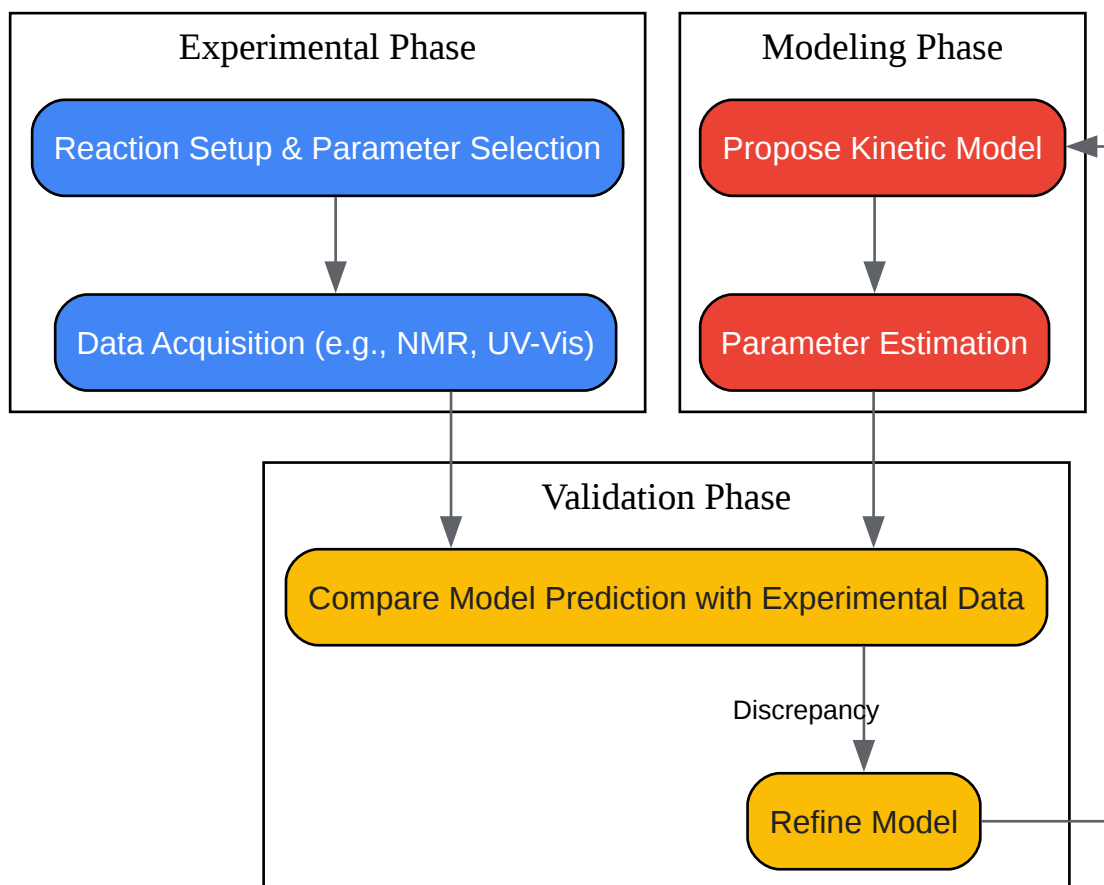 Experimental Phase
Reaction Setup & Parameter Selection
Data Acquisition (e.g., NMR, UV-Vis)
Modeling Phase
Propose Kinetic Model
Parameter Estimation
Validation Phase
Compare Model Prediction with Experimental Data
Discrepancy
Refine Model